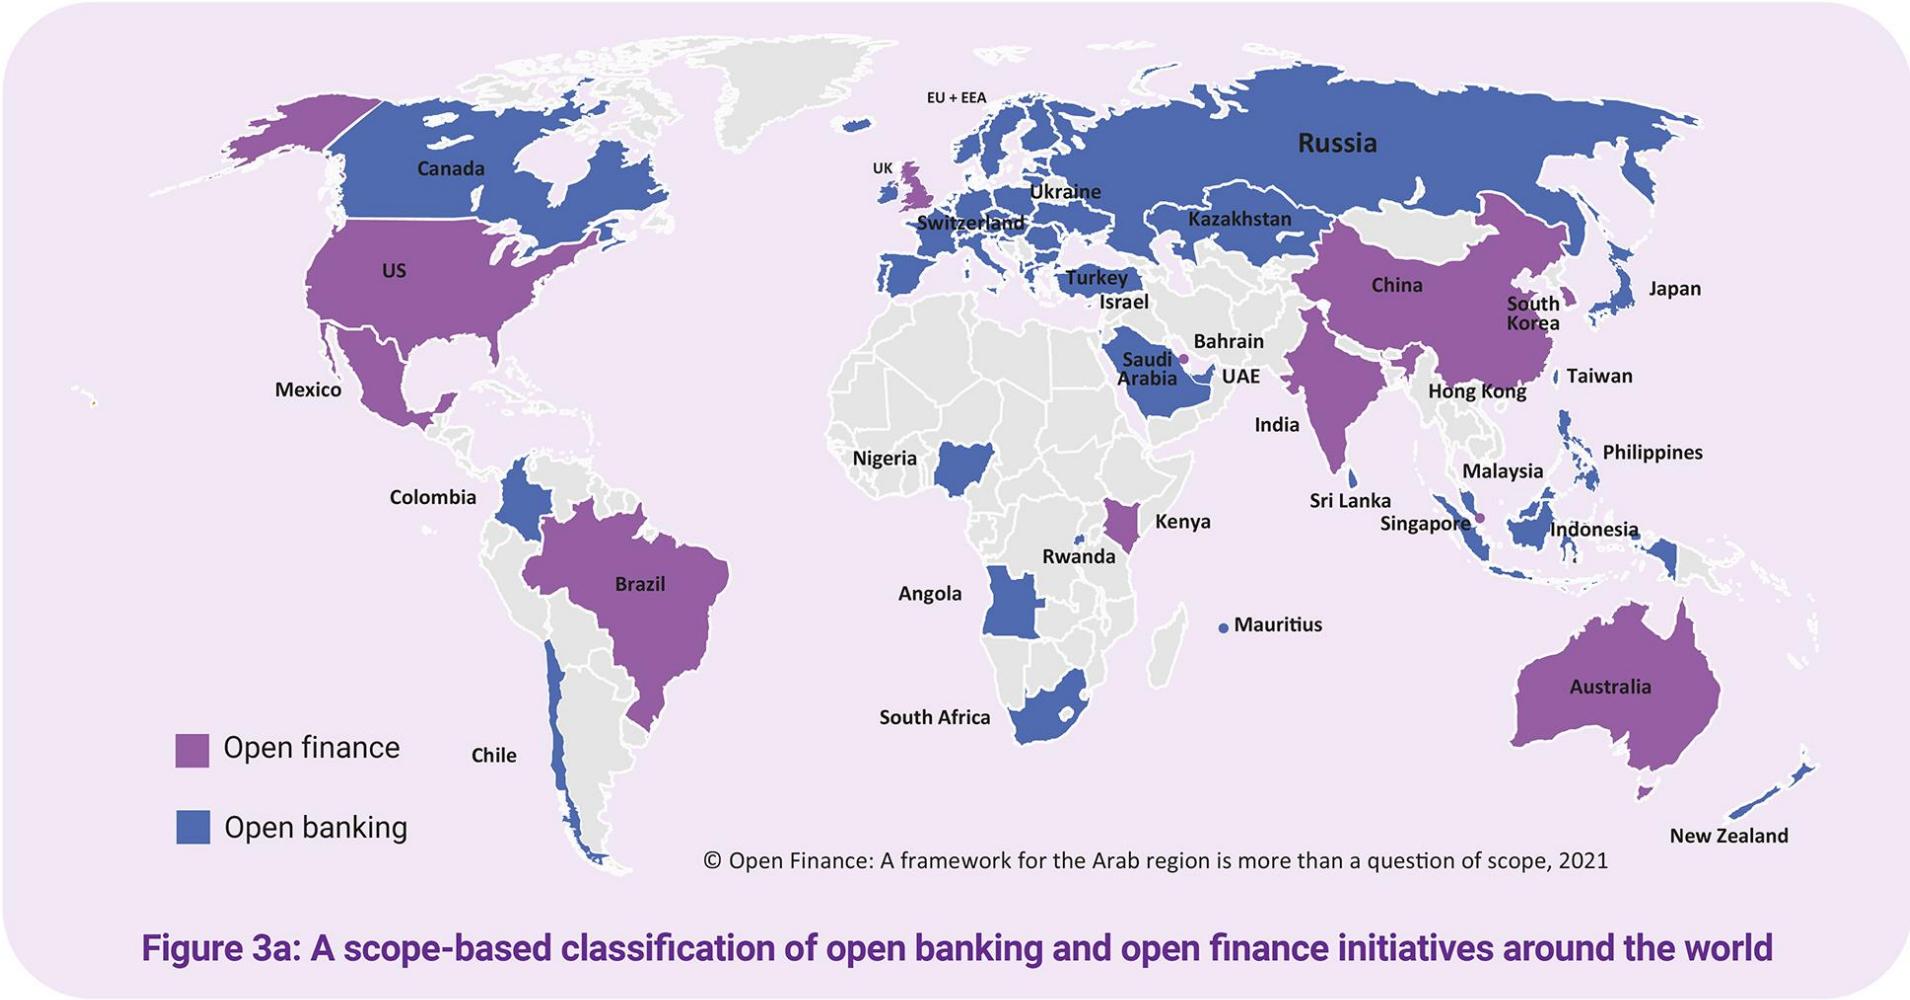 EU + EEA
Russia
Canada
UK
Ukraine
Switzerland
Kazakhstan
US
Turkey
China
Israel
Japan
South
Korea
Bahrain
Saudi
Arabia
UAE
Taiwan
Mexico
Hong Kong
India
Nigeria
Philippines
Malaysia
Colombia
Sri Lanka
Singapore
Kenya
Indonesia
Rwanda
Brazil
Angola
Mauritius
Australia
South Africa
Open finance
Chile
Open banking
New Zealand
© Open Finance: A framework for the Arab region is more than a question of scope, 2021
Figure 3a: A scope-based classification of open banking and open finance initiatives around the world